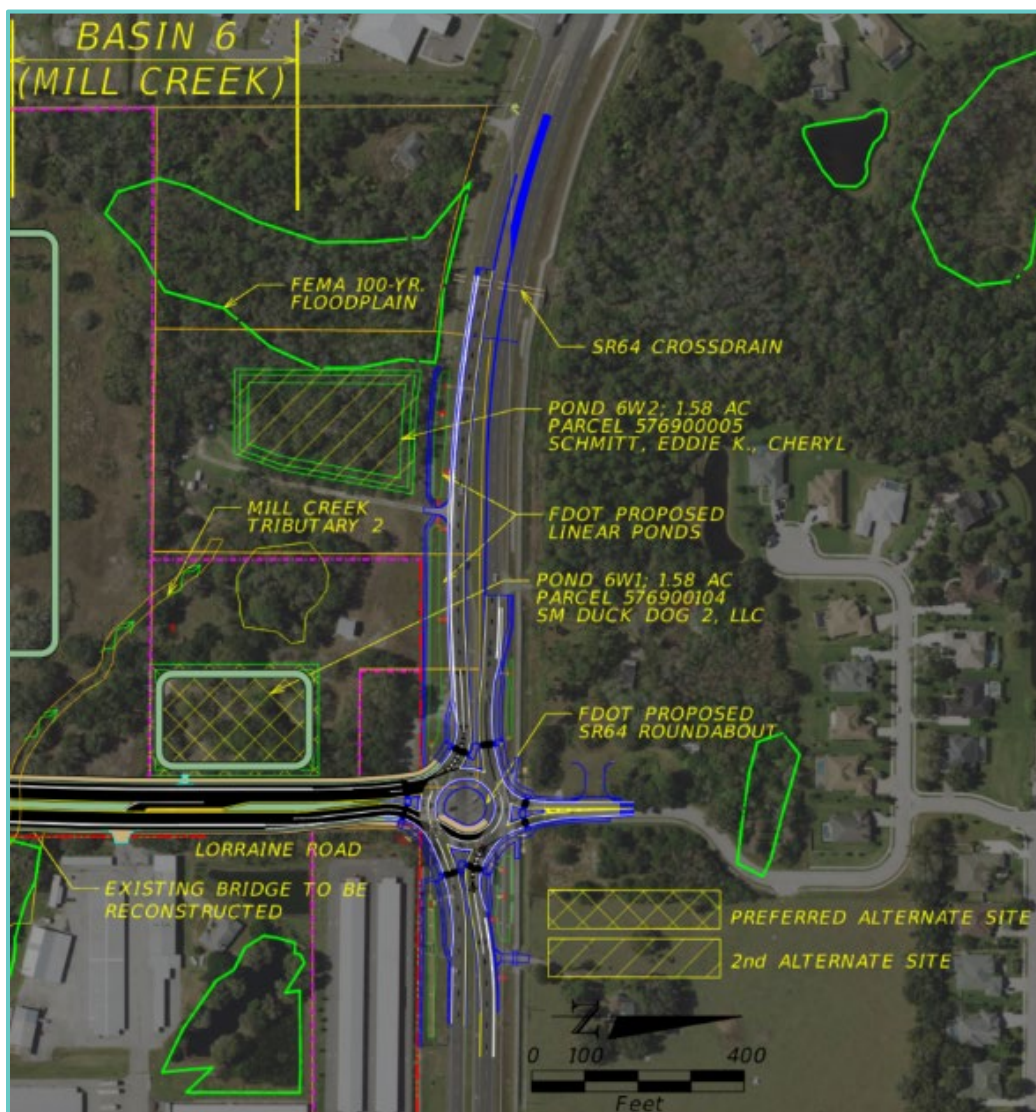 BASIN 6
(MILL CREEK)
FEMA 100-YR.
FLOODPLAIN
SR64 CROSSDRAIN
POND 6W2; 1.58 AC
PARCEL 576900005
SCHMITT, EDDIE K., CHERYL
MILL CREEK
TRIBUTARY 2
FDOT PROPOSED
LINEAR PONDS
POND 6W1; 1.58 AC
PARCEL 576900104
SM DUCK DOG 2, LLC
FDOT PROPOSED
SR64 ROUNDABOUT
LORRAINE ROAD
EXISTING BRIDGE TO BE
RECONSTRUCTED
PREFERRED ALTERNATE SITE
2nd ALTERNATE SITE
N
0 100 400
Feet